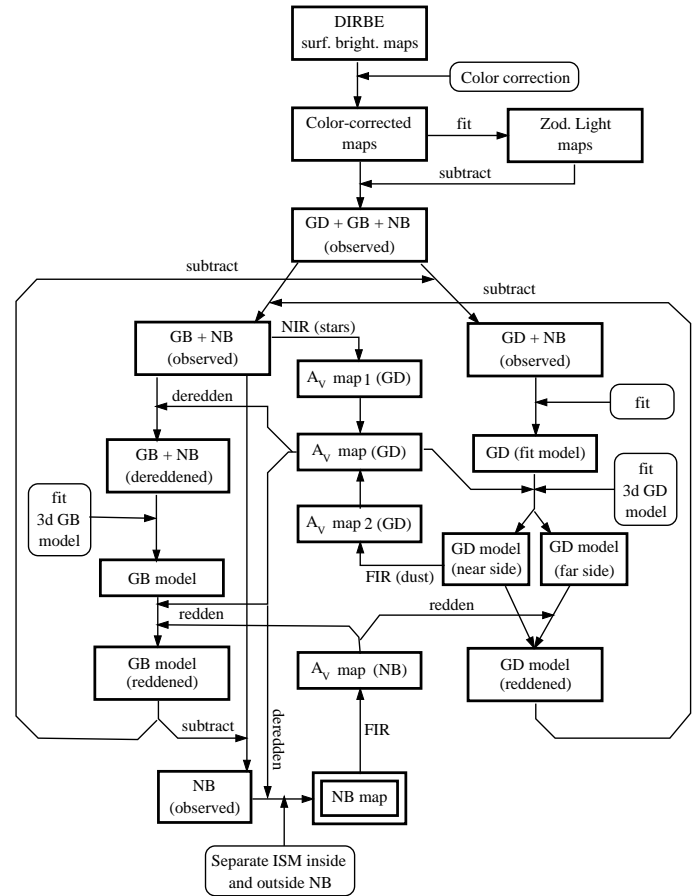 DIRBE
surf. bright. maps
Color correction
Color-corrected
maps
fit
Zod. Light
maps
subtract
GD + GB + NB
(observed)
subtract
subtract
GB + NB
(observed)
NIR (stars)
GD + NB
(observed)
A_V map 1 (GD)
deredden
fit
GB + NB
(dereddened)
A_V map (GD)
GD (fit model)
fit
3d GB
model
fit
3d GD
model
A_V map 2 (GD)
GD model
(near side)
GD model
(far side)
FIR (dust)
GB model
redden
redden
GB model
(reddened)
A_V map (NB)
GD model
(reddened)
subtract
deredden
FIR
NB
(observed)
NB map
Separate ISM inside
and outside NB